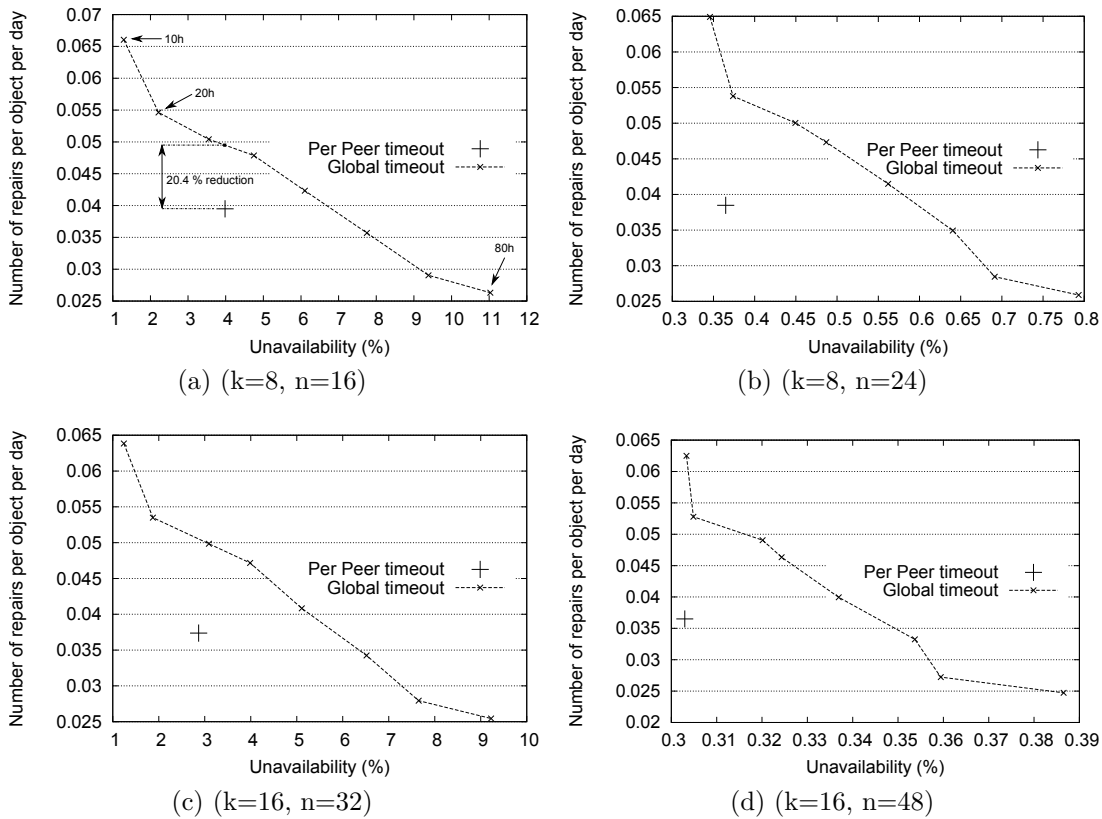 Number of repairs per object per day
0.065
0.06
0.055
0.05
0.045
0.04
0.035
0.03
0.025
10h
20h
Per Peer timeout
Global timeout
20.4 % reduction
80h
1 2 3 4 5 6 7 8 9 10 11 12
Unavailability (%)
(a) (k=8, n=16)
Number of repairs per object per day
0.065
0.06
0.055
0.05
0.045
0.04
0.035
0.03
0.025
Per Peer timeout
Global timeout
0.3 0.35 0.4 0.45 0.5 0.55 0.6 0.65 0.7 0.75 0.8
Unavailability (%)
(b) (k=8, n=24)
Number of repairs per object per day
0.065
0.06
0.055
0.05
0.045
0.04
0.035
0.03
0.025
Per Peer timeout
Global timeout
1 2 3 4 5 6 7 8 9 10
Unavailability (%)
(c) (k=16, n=32)
Number of repairs per object per day
0.065
0.06
0.055
0.05
0.045
0.04
0.035
0.03
0.025
0.02
Per Peer timeout
Global timeout
0.3 0.31 0.32 0.33 0.34 0.35 0.36 0.37 0.38 0.39
Unavailability (%)
(d) (k=16, n=48)